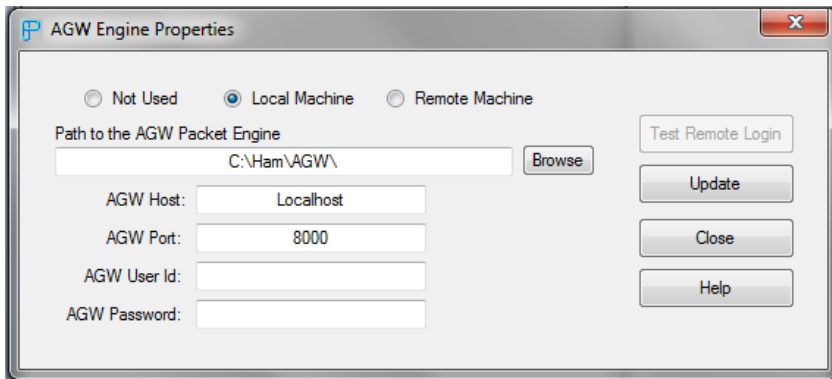 AGW Engine Properties
Not Used Local Machine Remote Machine
Path to the AGW Packet Engine
Test Remote Login
C:\Ham\AGW\ Browse
Update
AGW Host: Localhost
AGW Port: 8000
Close
AGW User Id:
Help
AGW Password: